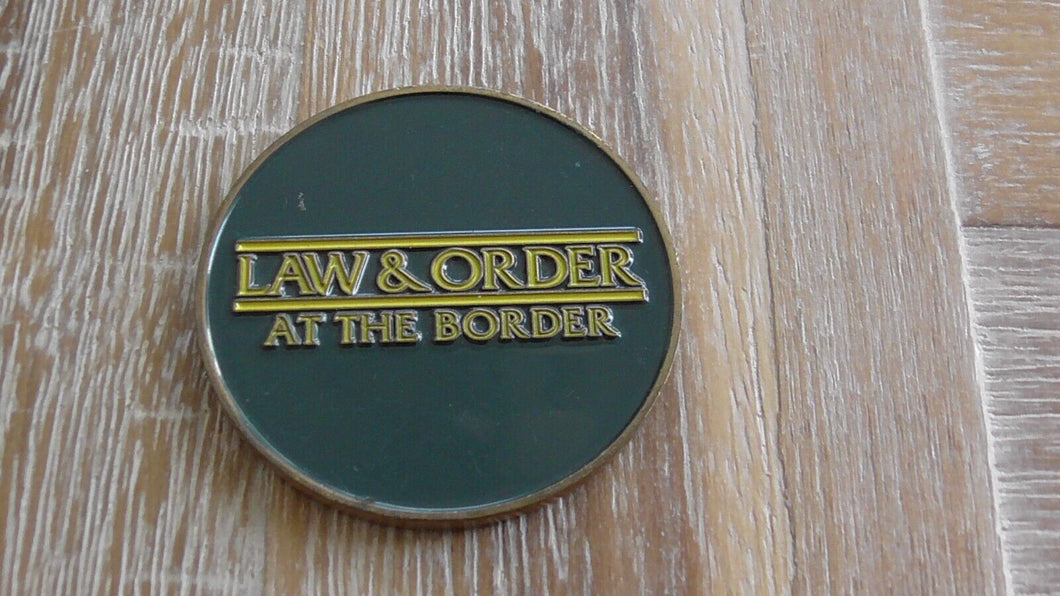 LAW & ORDER
AT THE BORDER